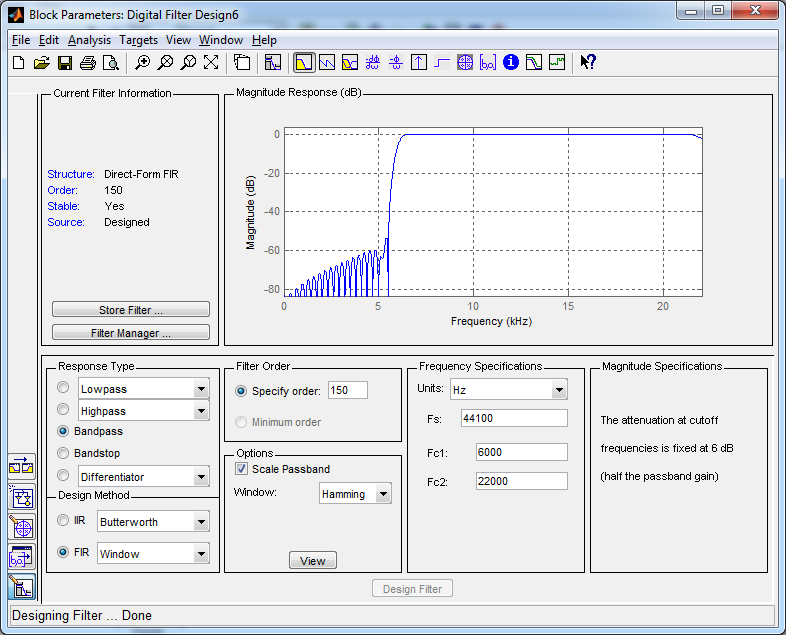 Block Parameters: Digital Filter Design6
File Edit Analysis Targets View Window Help
Current Filter Information
Structure: Direct-Form FIR
Order: 150
Stable: Yes
Source: Designed
Store Filter ...
Filter Manager ...
Magnitude Response (dB)
Magnitude (dB)
0
-20
-40
-60
-80
0 5 10 15 20
Frequency (kHz)
Response Type
Lowpass
Highpass
Bandpass
Bandstop
Differentiator
Design Method
IIR Butterworth
FIR Window
Filter Order
Specify order: 150
Minimum order
Options
Scale Passband
Window: Hamming
View
Frequency Specifications
Units: Hz
Fs: 44100
Fc1: 6000
Fc2: 22000
Magnitude Specifications
The attenuation at cutoff
frequencies is fixed at 6 dB
(half the passband gain)
Design Filter
Designing Filter ... Done